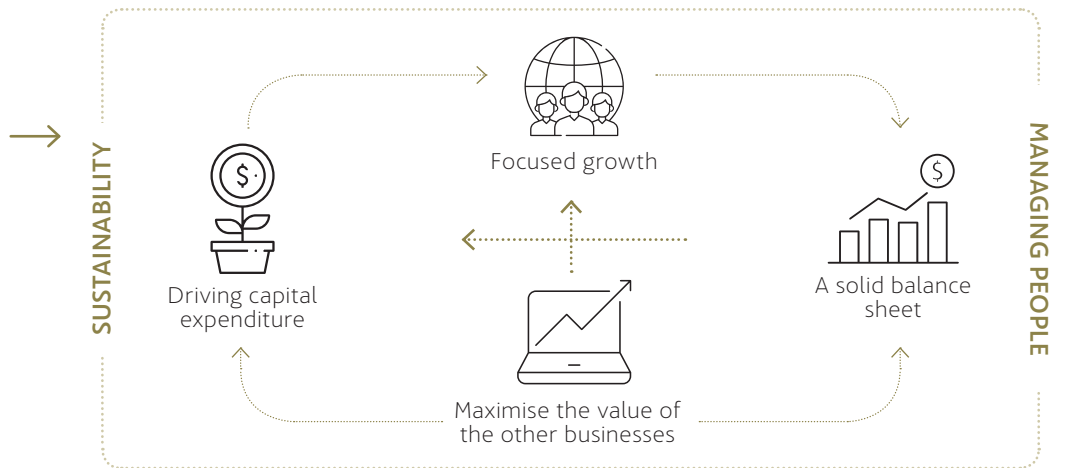 SUSTAINABILITY
Focused growth
MANAGING PEOPLE
$
$
Driving capital
expenditure
A solid balance
sheet
Maximise the value of
the other businesses